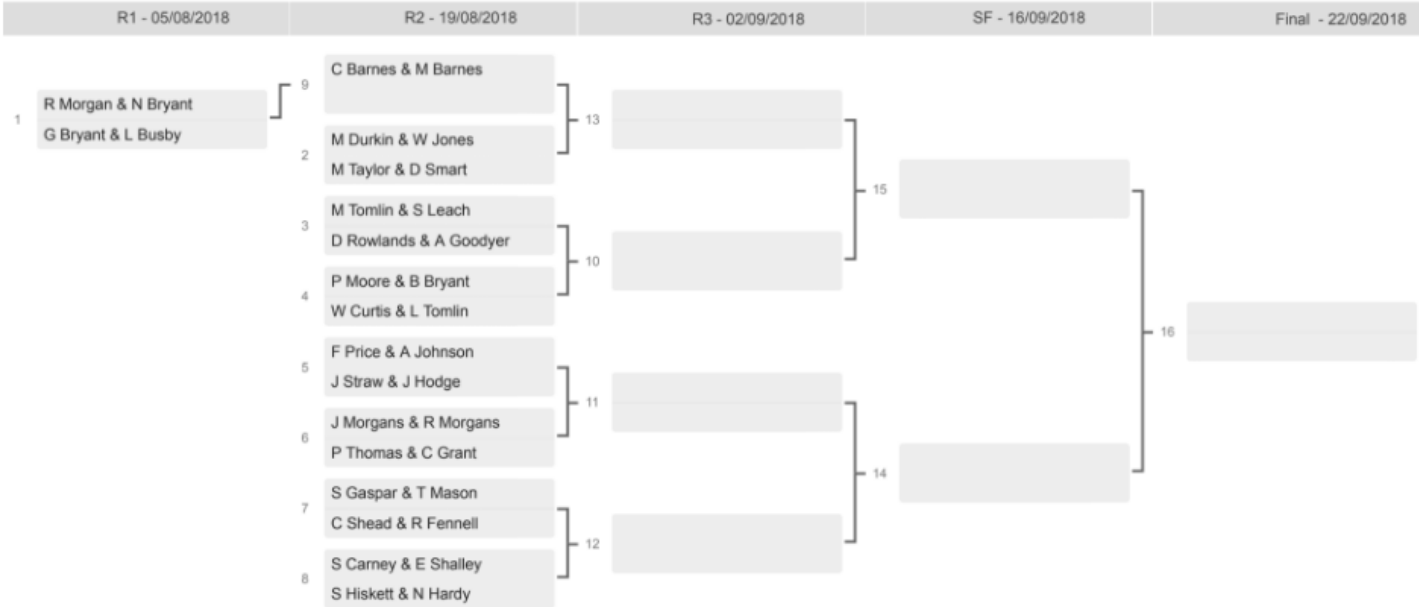 R1 - 05/08/2018
R2 - 19/08/2018
R3 - 02/09/2018
SF - 16/09/2018
Final - 22/09/2018
1
R Morgan & N Bryant
G Bryant & L Busby
9
C Barnes & M Barnes
2
M Durkin & W Jones
M Taylor & D Smart
3
M Tomlin & S Leach
D Rowlands & A Goodyer
4
P Moore & B Bryant
W Curtis & L Tomlin
5
F Price & A Johnson
J Straw & J Hodge
6
J Morgans & R Morgans
P Thomas & C Grant
7
S Gaspar & T Mason
C Shead & R Fennell
8
S Carney & E Shalley
S Hiskett & N Hardy
13
10
11
12
15
14
16